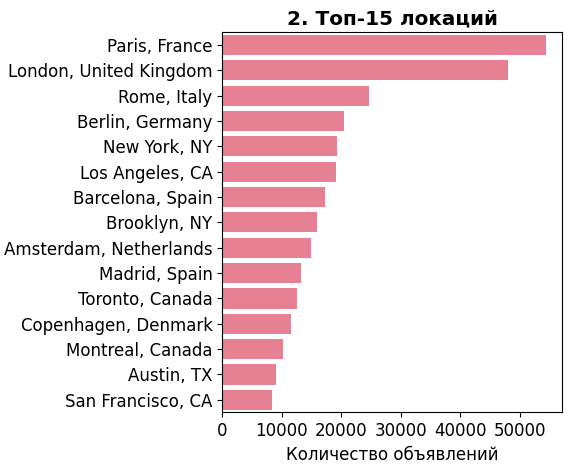 2. Топ-15 локаций
Paris, France
London, United Kingdom
Rome, Italy
Berlin, Germany
New York, NY
Los Angeles, CA
Barcelona, Spain
Brooklyn, NY
Amsterdam, Netherlands
Madrid, Spain
Toronto, Canada
Copenhagen, Denmark
Montreal, Canada
Austin, TX
San Francisco, CA
0 10000 20000 30000 40000 50000
Количество объявлений